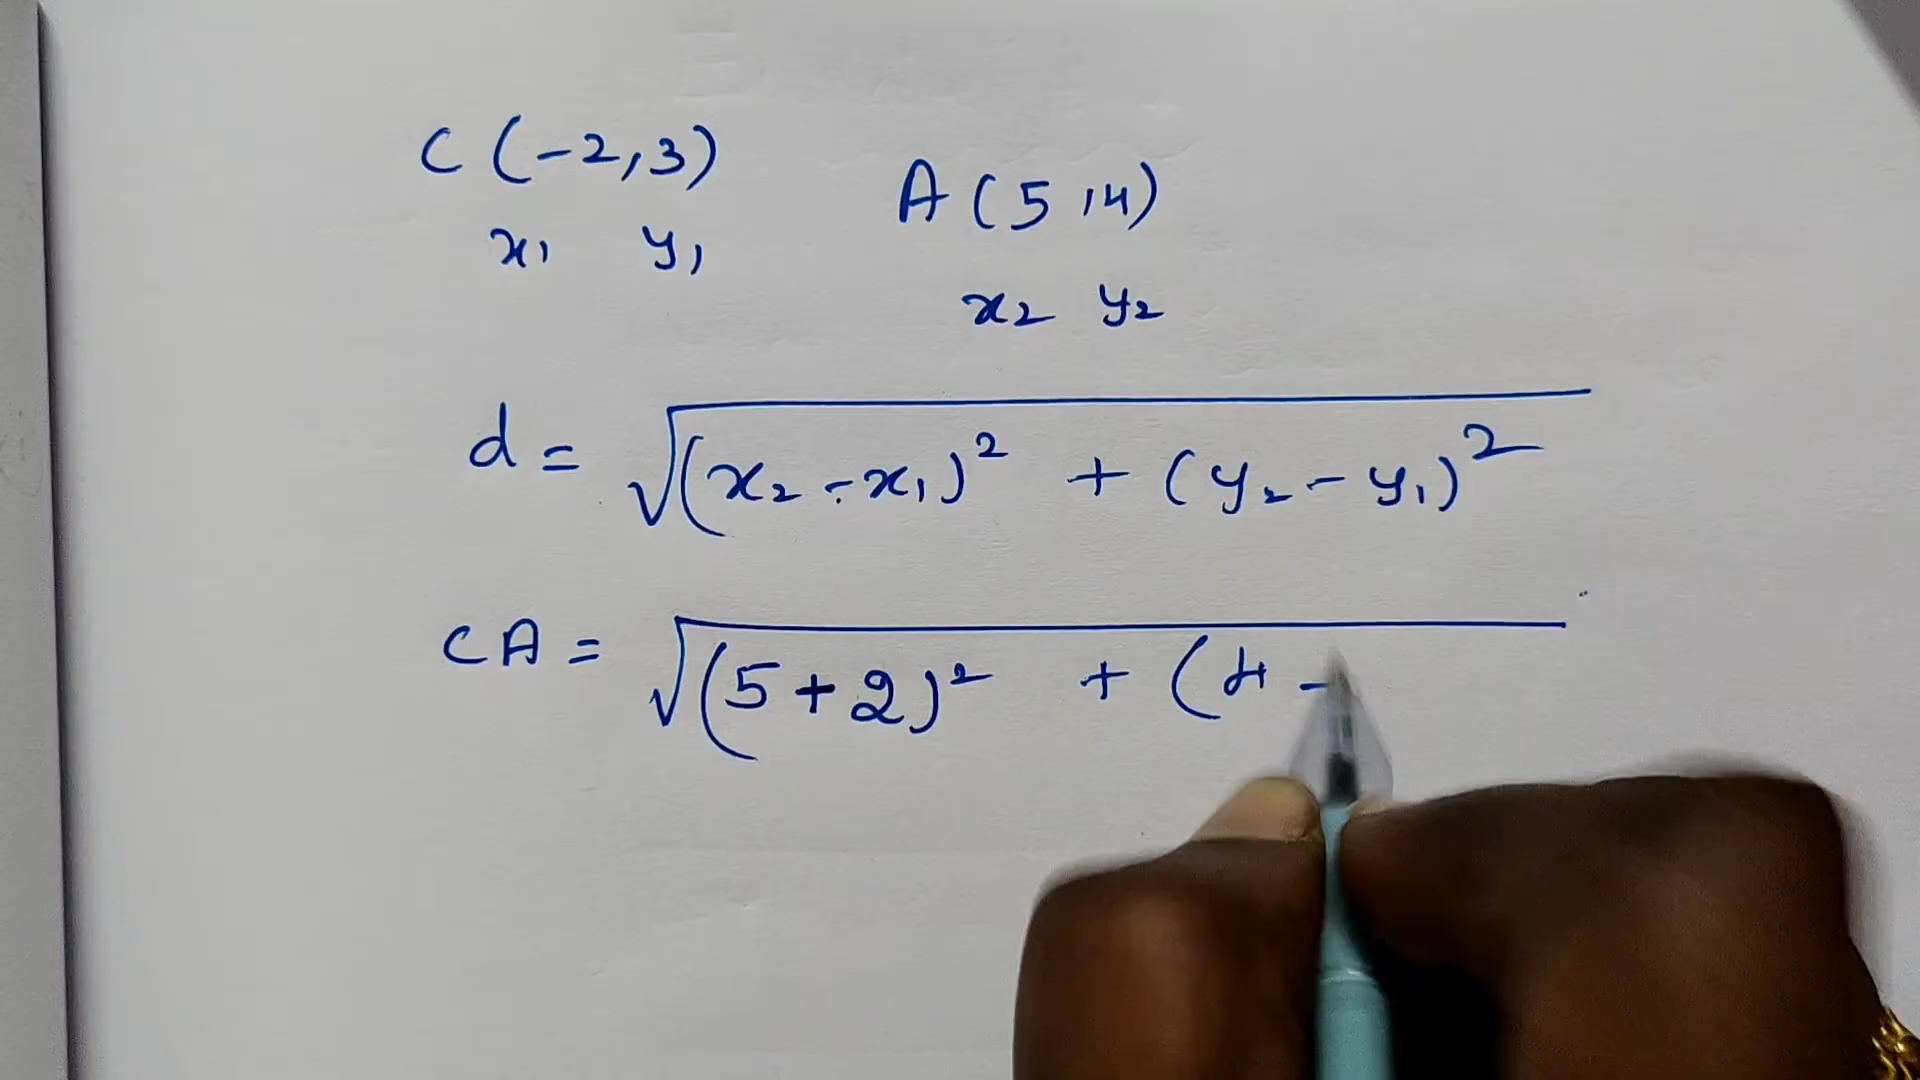 C (-2,3) A (5,4)
x₁ y₁ x₂ y₂
d = √(x₂-x₁)² + (y₂-y₁)²
CA = √(5+2)² + (4 -